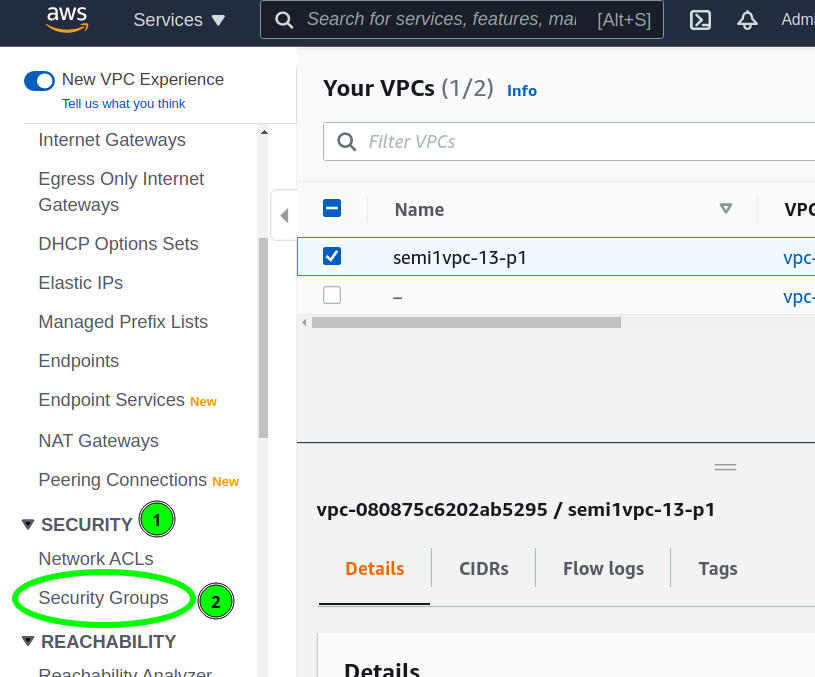 aws
Services
Search for services, features, mar
[Alt+S]
New VPC Experience
Tell us what you think
Internet Gateways
Egress Only Internet
Gateways
DHCP Options Sets
Elastic IPs
Managed Prefix Lists
Endpoints
Endpoint Services New
NAT Gateways
Peering Connections New
SECURITY 1
Network ACLs
Security Groups 2
REACHABILITY
Reachability Analyzer
Your VPCs (1/2) Info
Filter VPCs
Name
semi1vpc-13-p1
vpc-
–
vpc-
vpc-080875c6202ab5295 / semi1vpc-13-p1
Details
CIDRs
Flow logs
Tags
Details